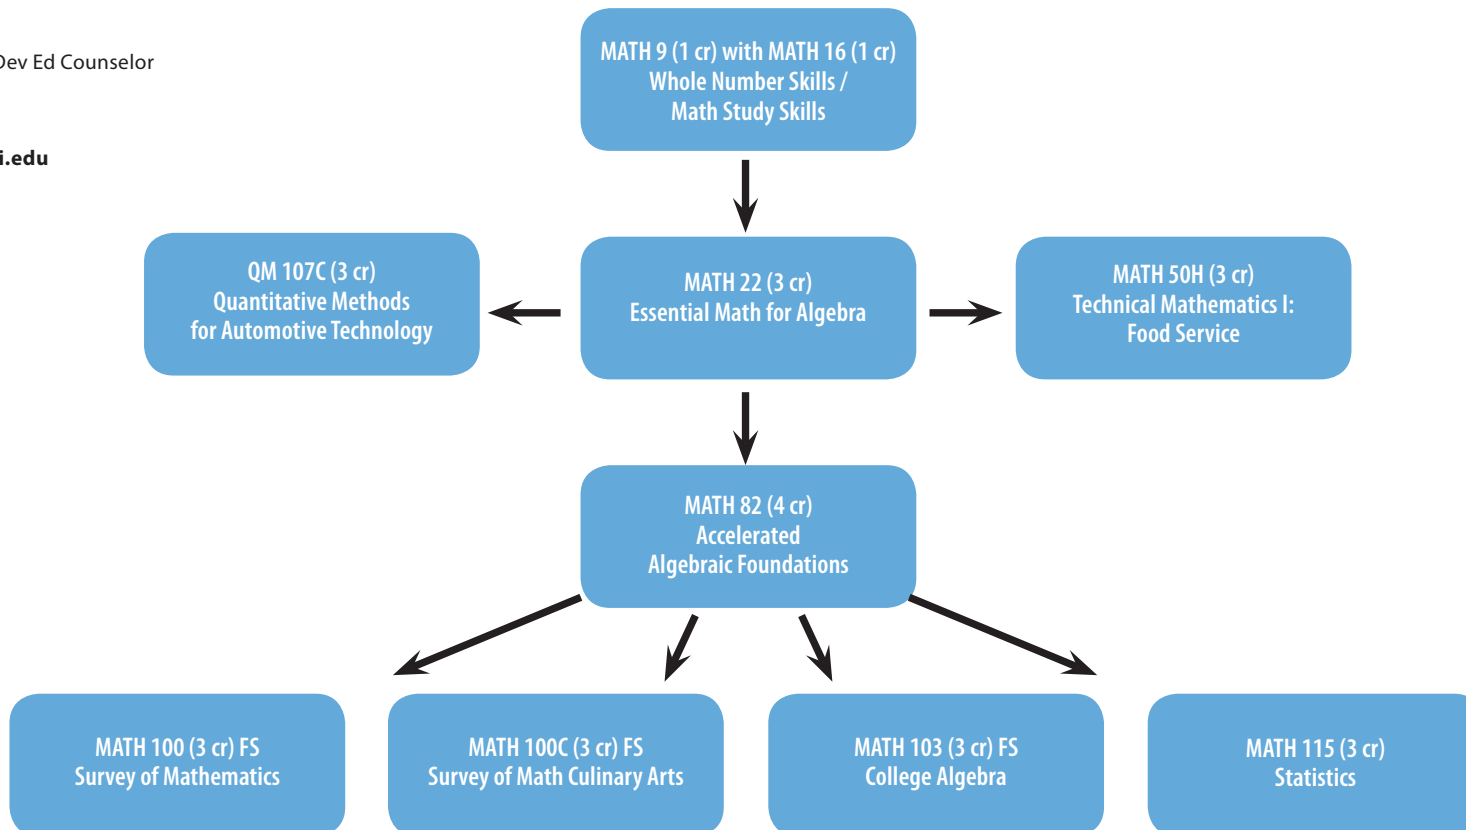 Dev Ed Counselor
i.edu
MATH 9 (1 cr) with MATH 16 (1 cr)
Whole Number Skills /
Math Study Skills
QM 107C (3 cr)
Quantitative Methods
for Automotive Technology
MATH 22 (3 cr)
Essential Math for Algebra
MATH 50H (3 cr)
Technical Mathematics I:
Food Service
MATH 82 (4 cr)
Accelerated
Algebraic Foundations
MATH 100 (3 cr) FS
Survey of Mathematics
MATH 100C (3 cr) FS
Survey of Math Culinary Arts
MATH 103 (3 cr) FS
College Algebra
MATH 115 (3 cr)
Statistics